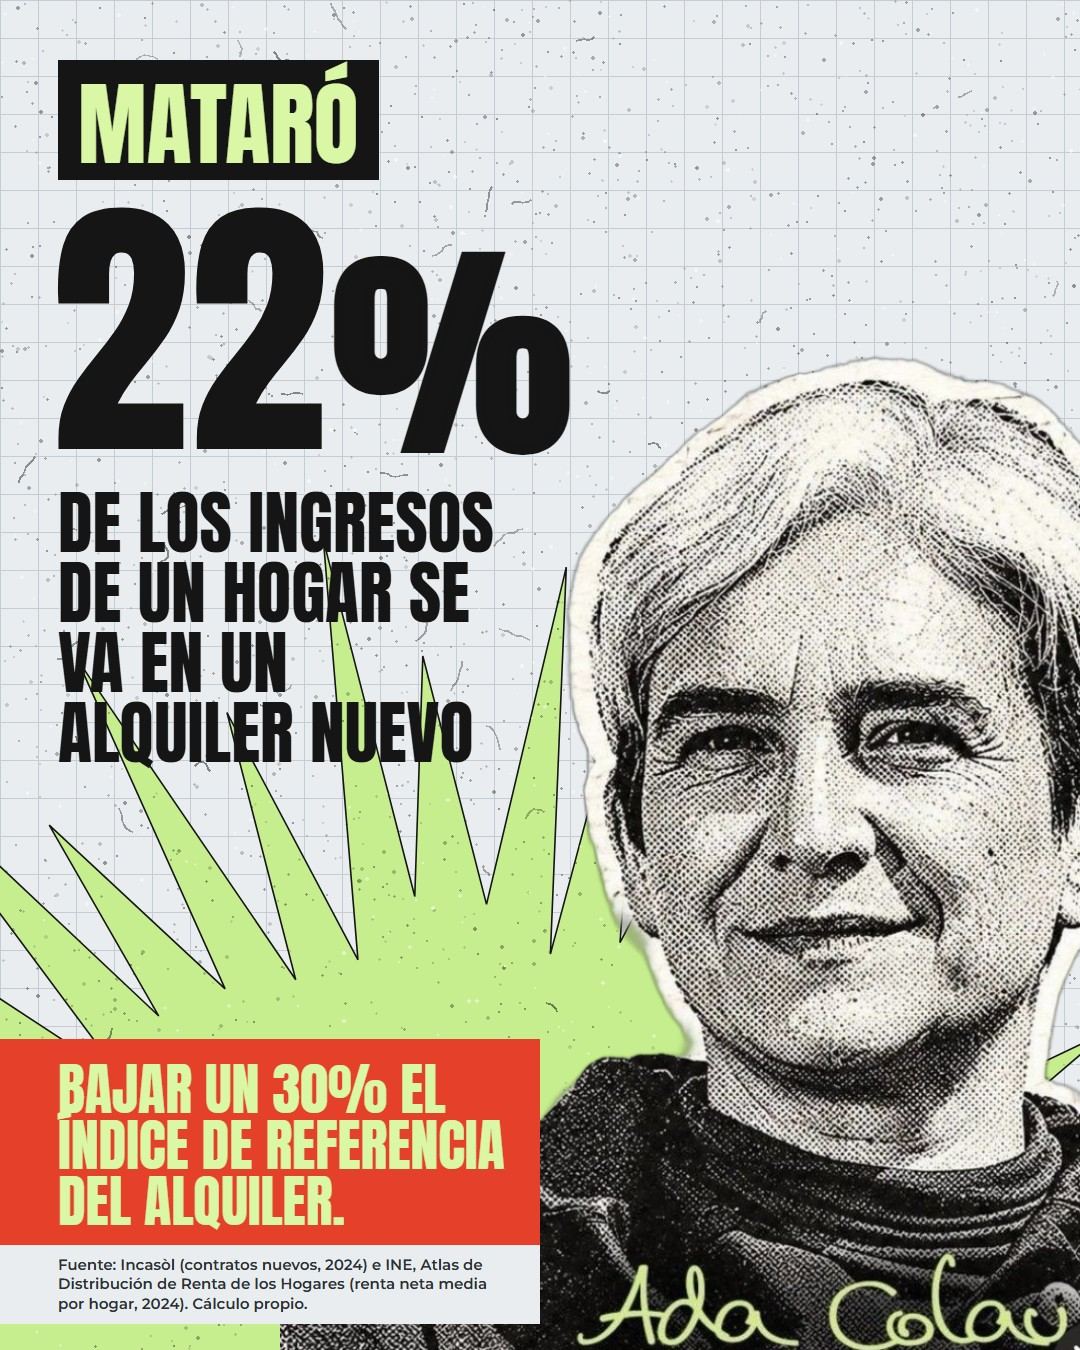 MATARÓ
22%
DE LOS INGRESOS
DE UN HOGAR SE
VA EN UN
ALQUILER NUEVO
BAJAR UN 30% EL
ÍNDICE DE REFERENCIA
DEL ALQUILER.
Fuente: Incasòl (contratos nuevos, 2024) e INE, Atlas de
Distribución de Renta de los Hogares (renta neta media
por hogar, 2024). Cálculo propio.
Ada Colau